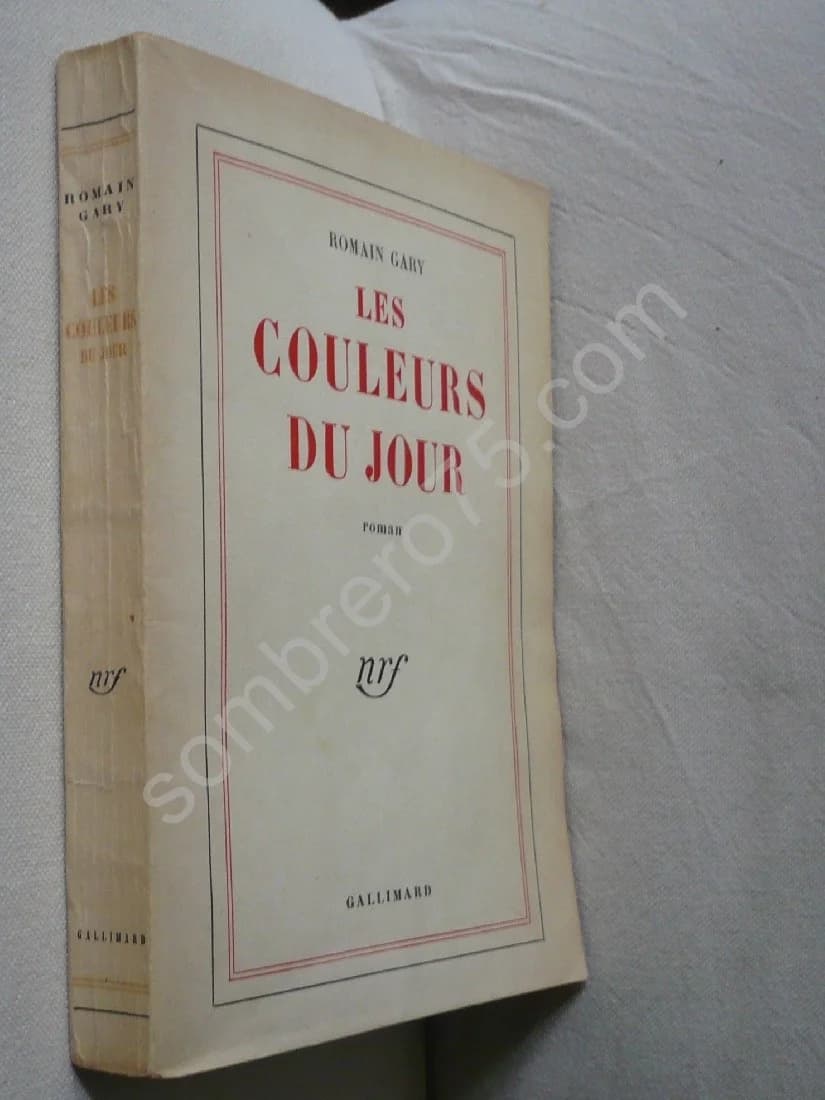 ROMAIN
GARY
LES
COULEURS
DU JOUR
nrf
GALLIMARD
ROMAIN GARY
LES
COULEURS
DU JOUR
roman
nrf
GALLIMARD
sombrero75.com